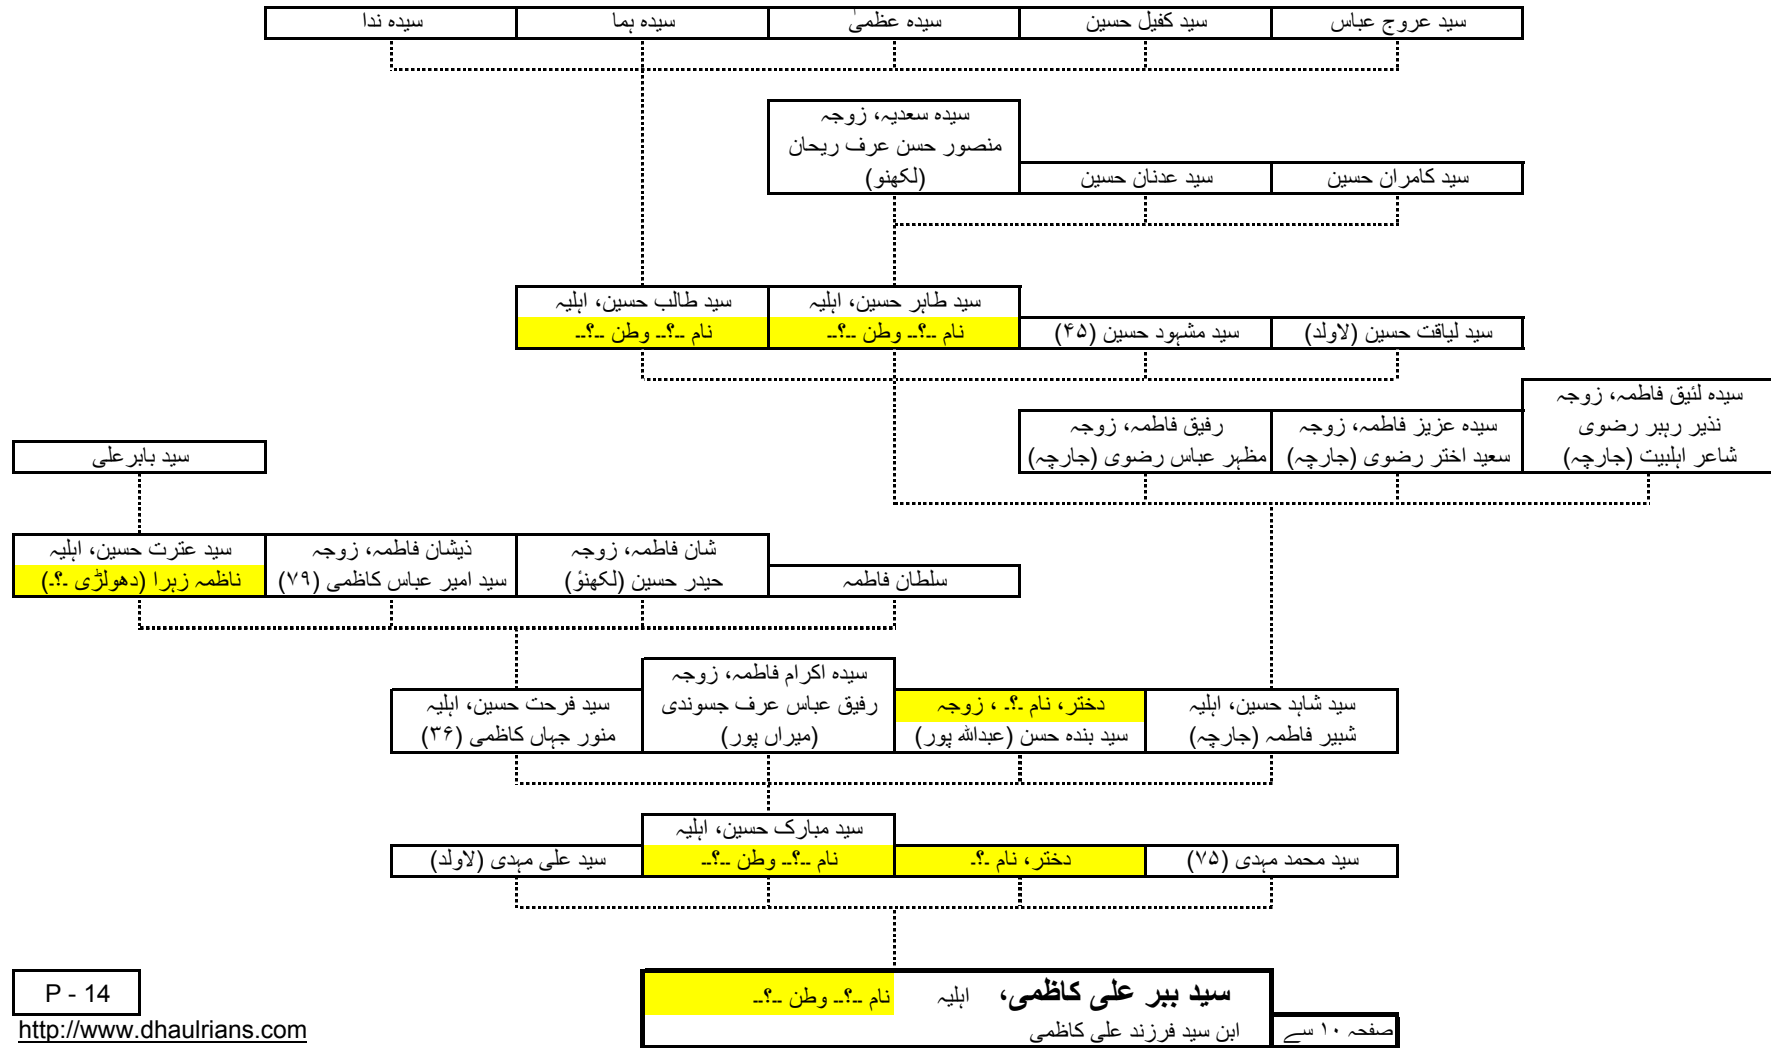 سید عروج عباس
سید کفیل حسین
سیدہ عظمیٰ
سیدہ ہما
سیدہ ندا
سیدہ سعدیہ، زوجہ
منصور حسن عرف ریحان
(لکھنو)
سید عدنان حسین
سید کامران حسین
سید طالب حسین، اہلیہ
نام ۔۔؟۔۔ وطن ۔۔؟۔۔
سید طاہر حسین، اہلیہ
نام ۔۔؟۔۔ وطن ۔۔؟۔۔
سید مشہود حسین (۴۵)
سید لیاقت حسین (لاولد)
سیدہ لئیق فاطمہ، زوجہ
نذیر رہبر رضوی
شاعر اہلبیت (جارچہ)
سیدہ عزیز فاطمہ، زوجہ
سعید اختر رضوی (جارچہ)
رفیق فاطمہ، زوجہ
مظہر عباس رضوی (جارچہ)
سید بابر علی
سید عترت حسین، اہلیہ
ناظمہ زہرا (دھولڑی ۔؟۔)
ذیشان فاطمہ، زوجہ
سید امیر عباس کاظمی (۷۹)
شان فاطمہ، زوجہ
حیدر حسین (لکھنؤ)
سلطان فاطمہ
سید فرحت حسین، اہلیہ
منور جہاں کاظمی (۳۶)
سیدہ اکرام فاطمہ، زوجہ
رفیق عباس عرف جسوندی
(میراں پور)
دختر، نام ۔؟۔ ، زوجہ
سید بندہ حسن (عبداللہ پور)
سید شاہد حسین، اہلیہ
شبیر فاطمہ (جارچہ)
سید علی مہدی (لاولد)
سید مبارک حسین، اہلیہ
نام ۔۔؟۔۔ وطن ۔۔؟۔۔
دختر، نام ۔؟۔
سید محمد مہدی (۷۵)
سید ببر علی کاظمی، اہلیہ نام ۔۔؟۔۔ وطن ۔۔؟۔۔
ابن سید فرزند علی کاظمی
صفحہ ۱۰ سے
P - 14
http://www.dhaulrians.com